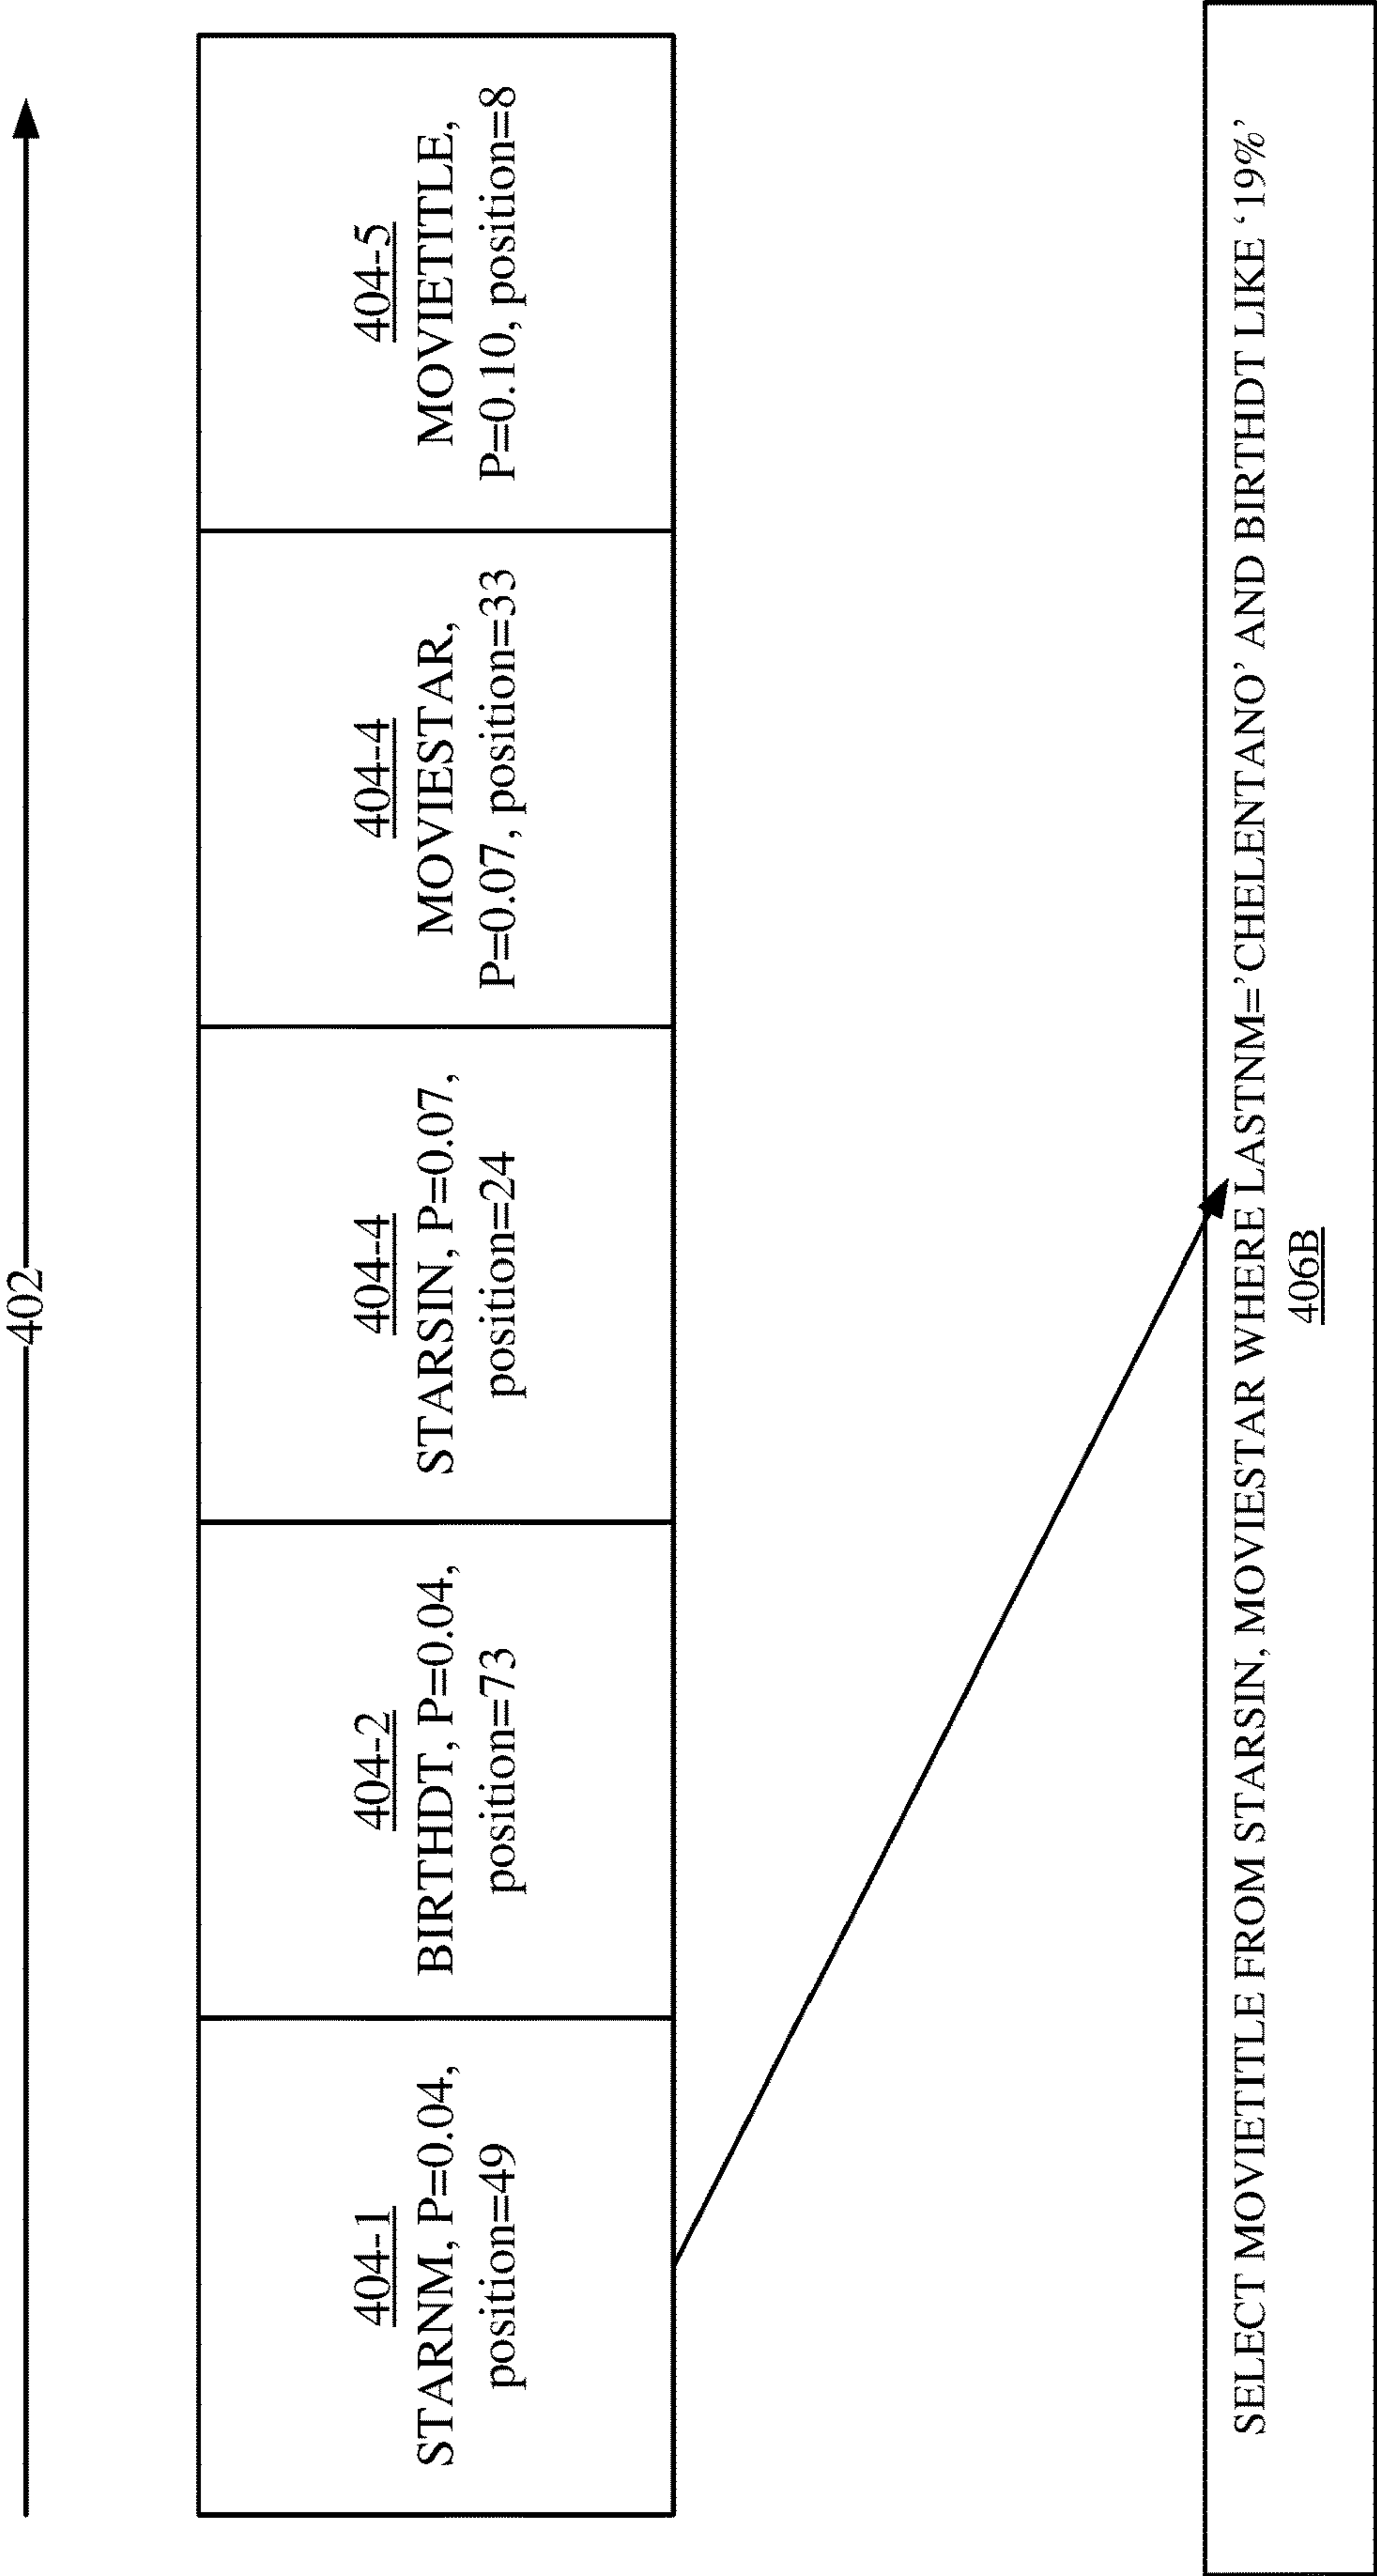 402
404-1
STARNM, P=0.04,
position=49
404-2
BIRTHDT, P=0.04,
position=73
404-4
STARSIN, P=0.07,
position=24
404-4
MOVIESTAR,
P=0.07, position=33
404-5
MOVIETITLE,
P=0.10, position=8
SELECT MOVIETITLE FROM STARSIN, MOVIESTAR WHERE LASTNM=’CHELENTANO’ AND BIRTHDT LIKE ‘19%’
406B